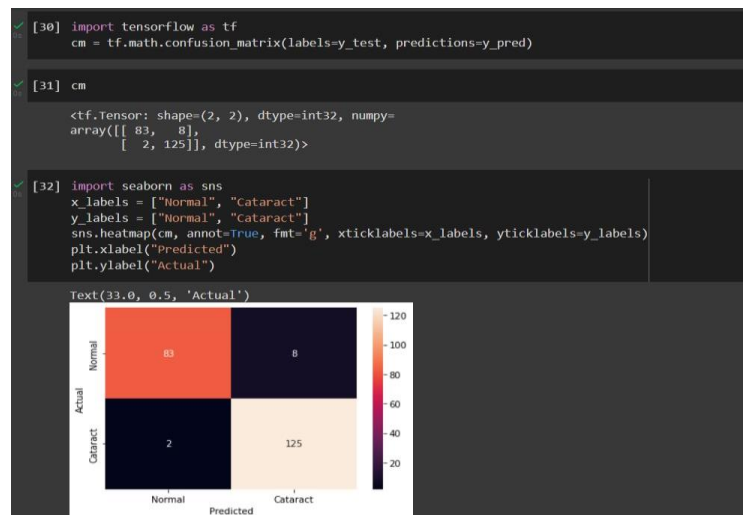 [30] import tensorflow as tf
cm = tf.math.confusion_matrix(labels=y_test, predictions=y_pred)
0s
[31] cm
0s
<tf.Tensor: shape=(2, 2), dtype=int32, numpy=
array([[ 83,   8],
       [  2, 125]], dtype=int32)>
[32] import seaborn as sns
0s
x_labels = ["Normal", "Cataract"]
y_labels = ["Normal", "Cataract"]
sns.heatmap(cm, annot=True, fmt='g', xticklabels=x_labels, yticklabels=y_labels)
plt.xlabel("Predicted")
plt.ylabel("Actual")
Text(33.0, 0.5, 'Actual')
Actual
Normal
83 8
Cataract
2 125
Normal Cataract
Predicted
120
100
80
60
40
20